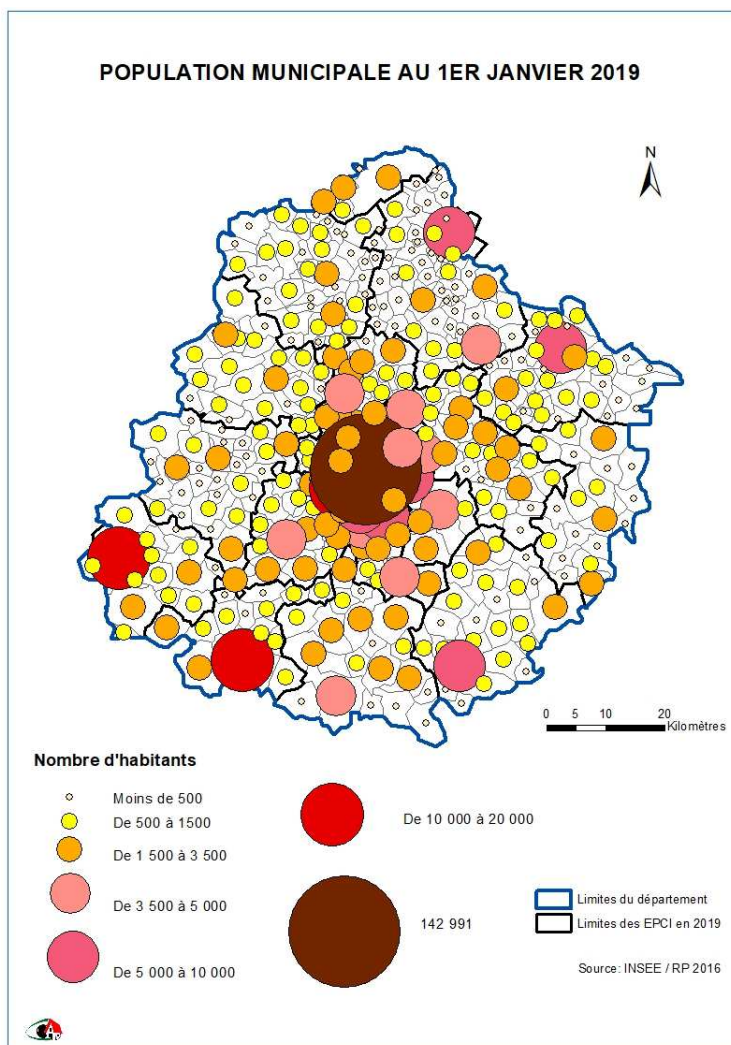 POPULATION MUNICIPALE AU 1ER JANVIER 2019
N
0 5 10 20
Kilomètres
Nombre d'habitants
Moins de 500
De 500 à 1500
De 1 500 à 3 500
De 3 500 à 5 000
De 5 000 à 10 000
De 10 000 à 20 000
142 991
Limites du département
Limites des EPCI en 2019
Source: INSEE / RP 2016